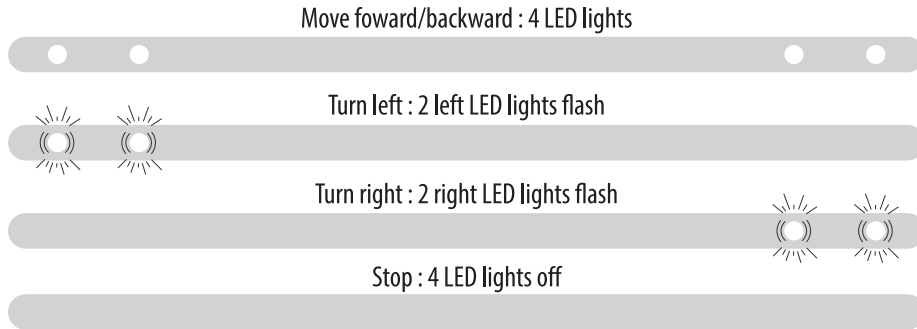 Move foward/backward : 4 LED lights
Turn left : 2 left LED lights flash
Turn right : 2 right LED lights flash
Stop : 4 LED lights off